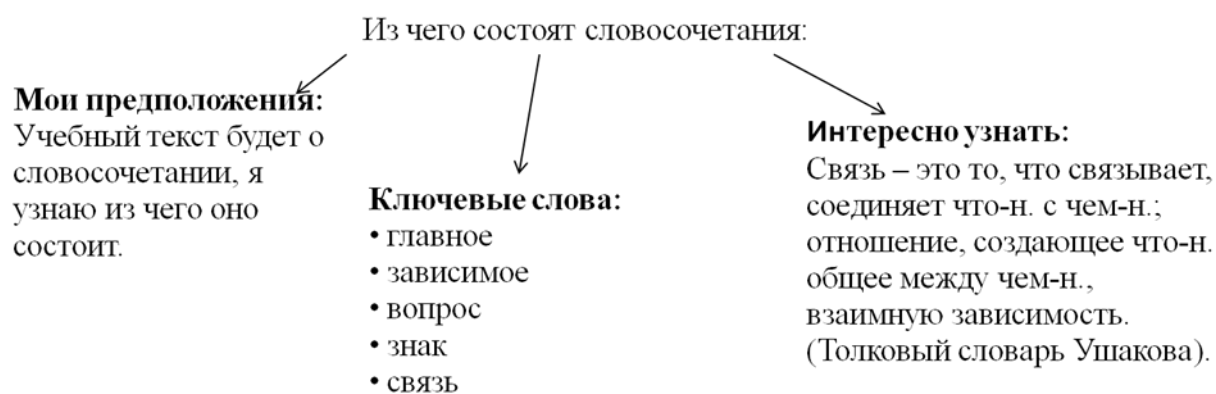 Из чего состоят словосочетания:
Мои предположения:
Учебный текст будет о
словосочетании, я
узнаю из чего оно
состоит.
Ключевые слова:
• главное
• зависимое
• вопрос
• знак
• связь
Интересно узнать:
Связь – это то, что связывает,
соединяет что-н. с чем-н.;
отношение, создающее что-н.
общее между чем-н.,
взаимную зависимость.
(Толковый словарь Ушакова).